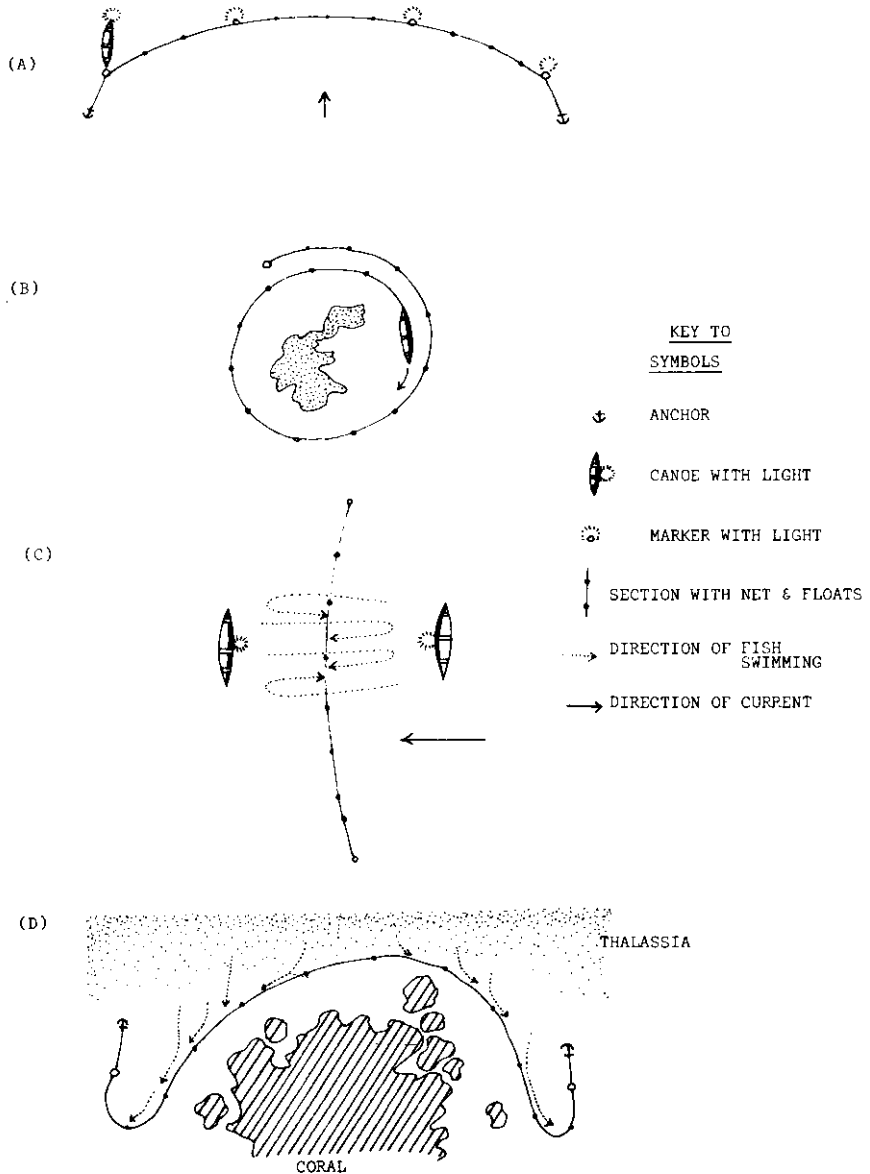 (A)
(B)
(C)
(D)
KEY TO
SYMBOLS
ANCHOR
CANOE WITH LIGHT
MARKER WITH LIGHT
SECTION WITH NET & FLOATS
DIRECTION OF FISH
SWIMMING
DIRECTION OF CURRENT
THALASSIA
CORAL